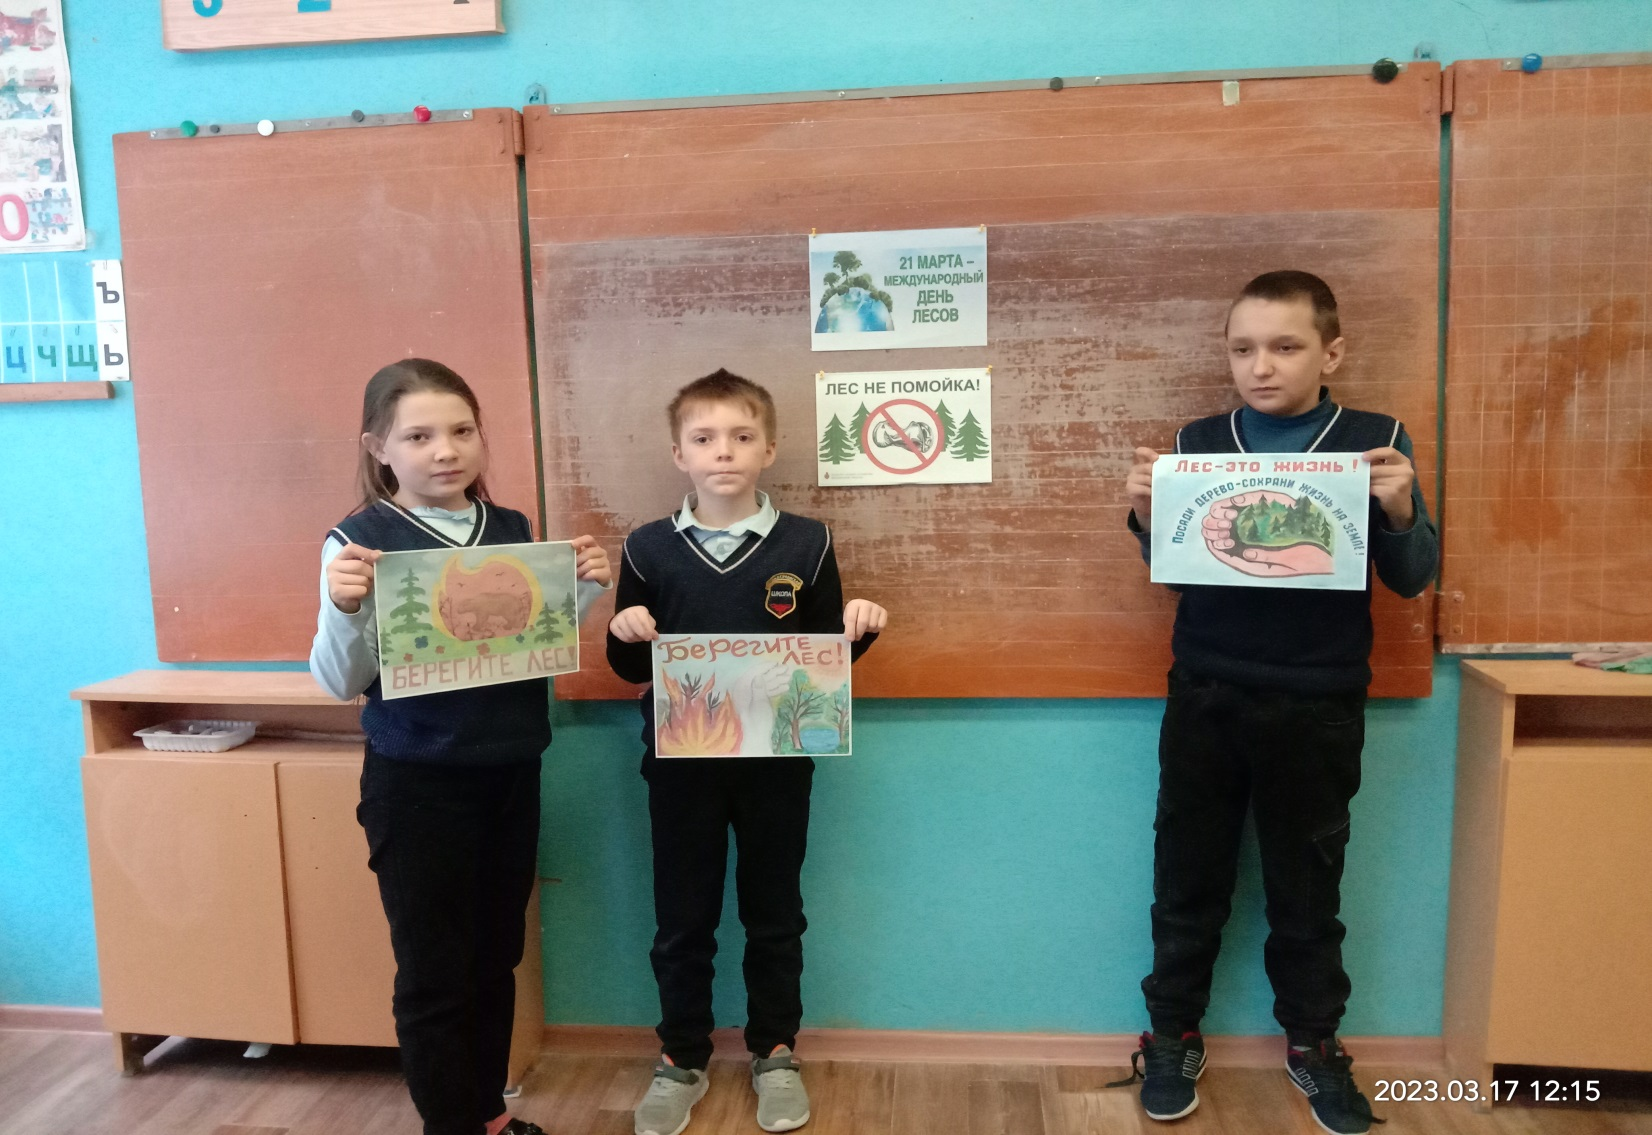 О
Ъ
Ц Ч Щ Ь
21 МАРТА –
МЕЖДУНАРОДНЫЙ
ДЕНЬ
ЛЕСОВ
ЛЕС НЕ ПОМОЙКА!
БЕРЕГИТЕ ЛЕС!
Берегите
лес!
ШКОЛА
Лес-это жизнь!
Посади дерево-сохрани жизнь на земле!
2023.03.17 12:15